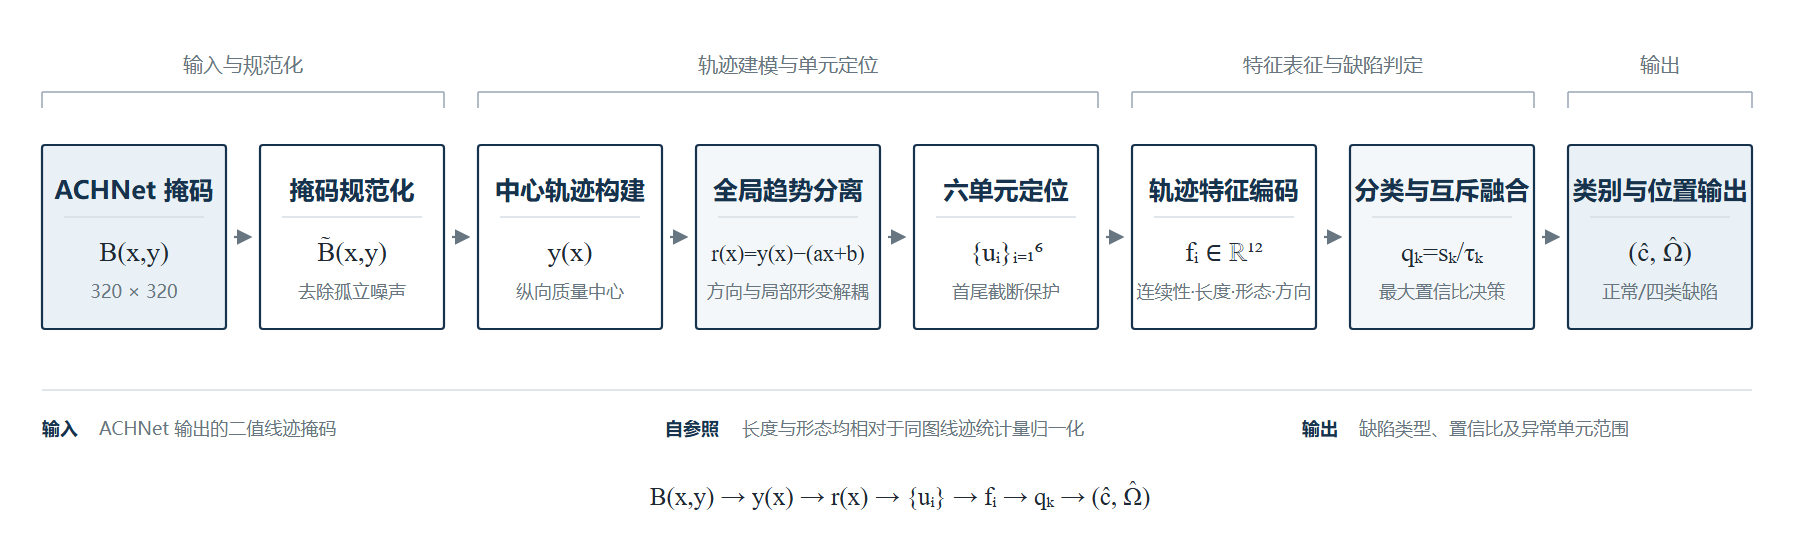 输入与规范化
轨迹建模与单元定位
特征表征与缺陷判定
输出
ACHNet 掩码
B(x,y)
320 × 320
掩码规范化
B̃(x,y)
去除孤立噪声
中心轨迹构建
y(x)
纵向质量中心
全局趋势分离
r(x)=y(x)−(ax+b)
方向与局部形变解耦
六单元定位
{uᵢ}ᵢ₌₁⁶
首尾截断保护
轨迹特征编码
fᵢ ∈ ℝ¹²
连续性·长度·形态·方向
分类与互斥融合
qₖ=sₖ/τₖ
最大置信比决策
类别与位置输出
(ĉ, Ω̂)
正常/四类缺陷
输入 ACHNet 输出的二值线迹掩码
自参照 长度与形态均相对于同图线迹统计量归一化
输出 缺陷类型、置信比及异常单元范围
B(x,y) → y(x) → r(x) → {uᵢ} → fᵢ → qₖ → (ĉ, Ω̂)